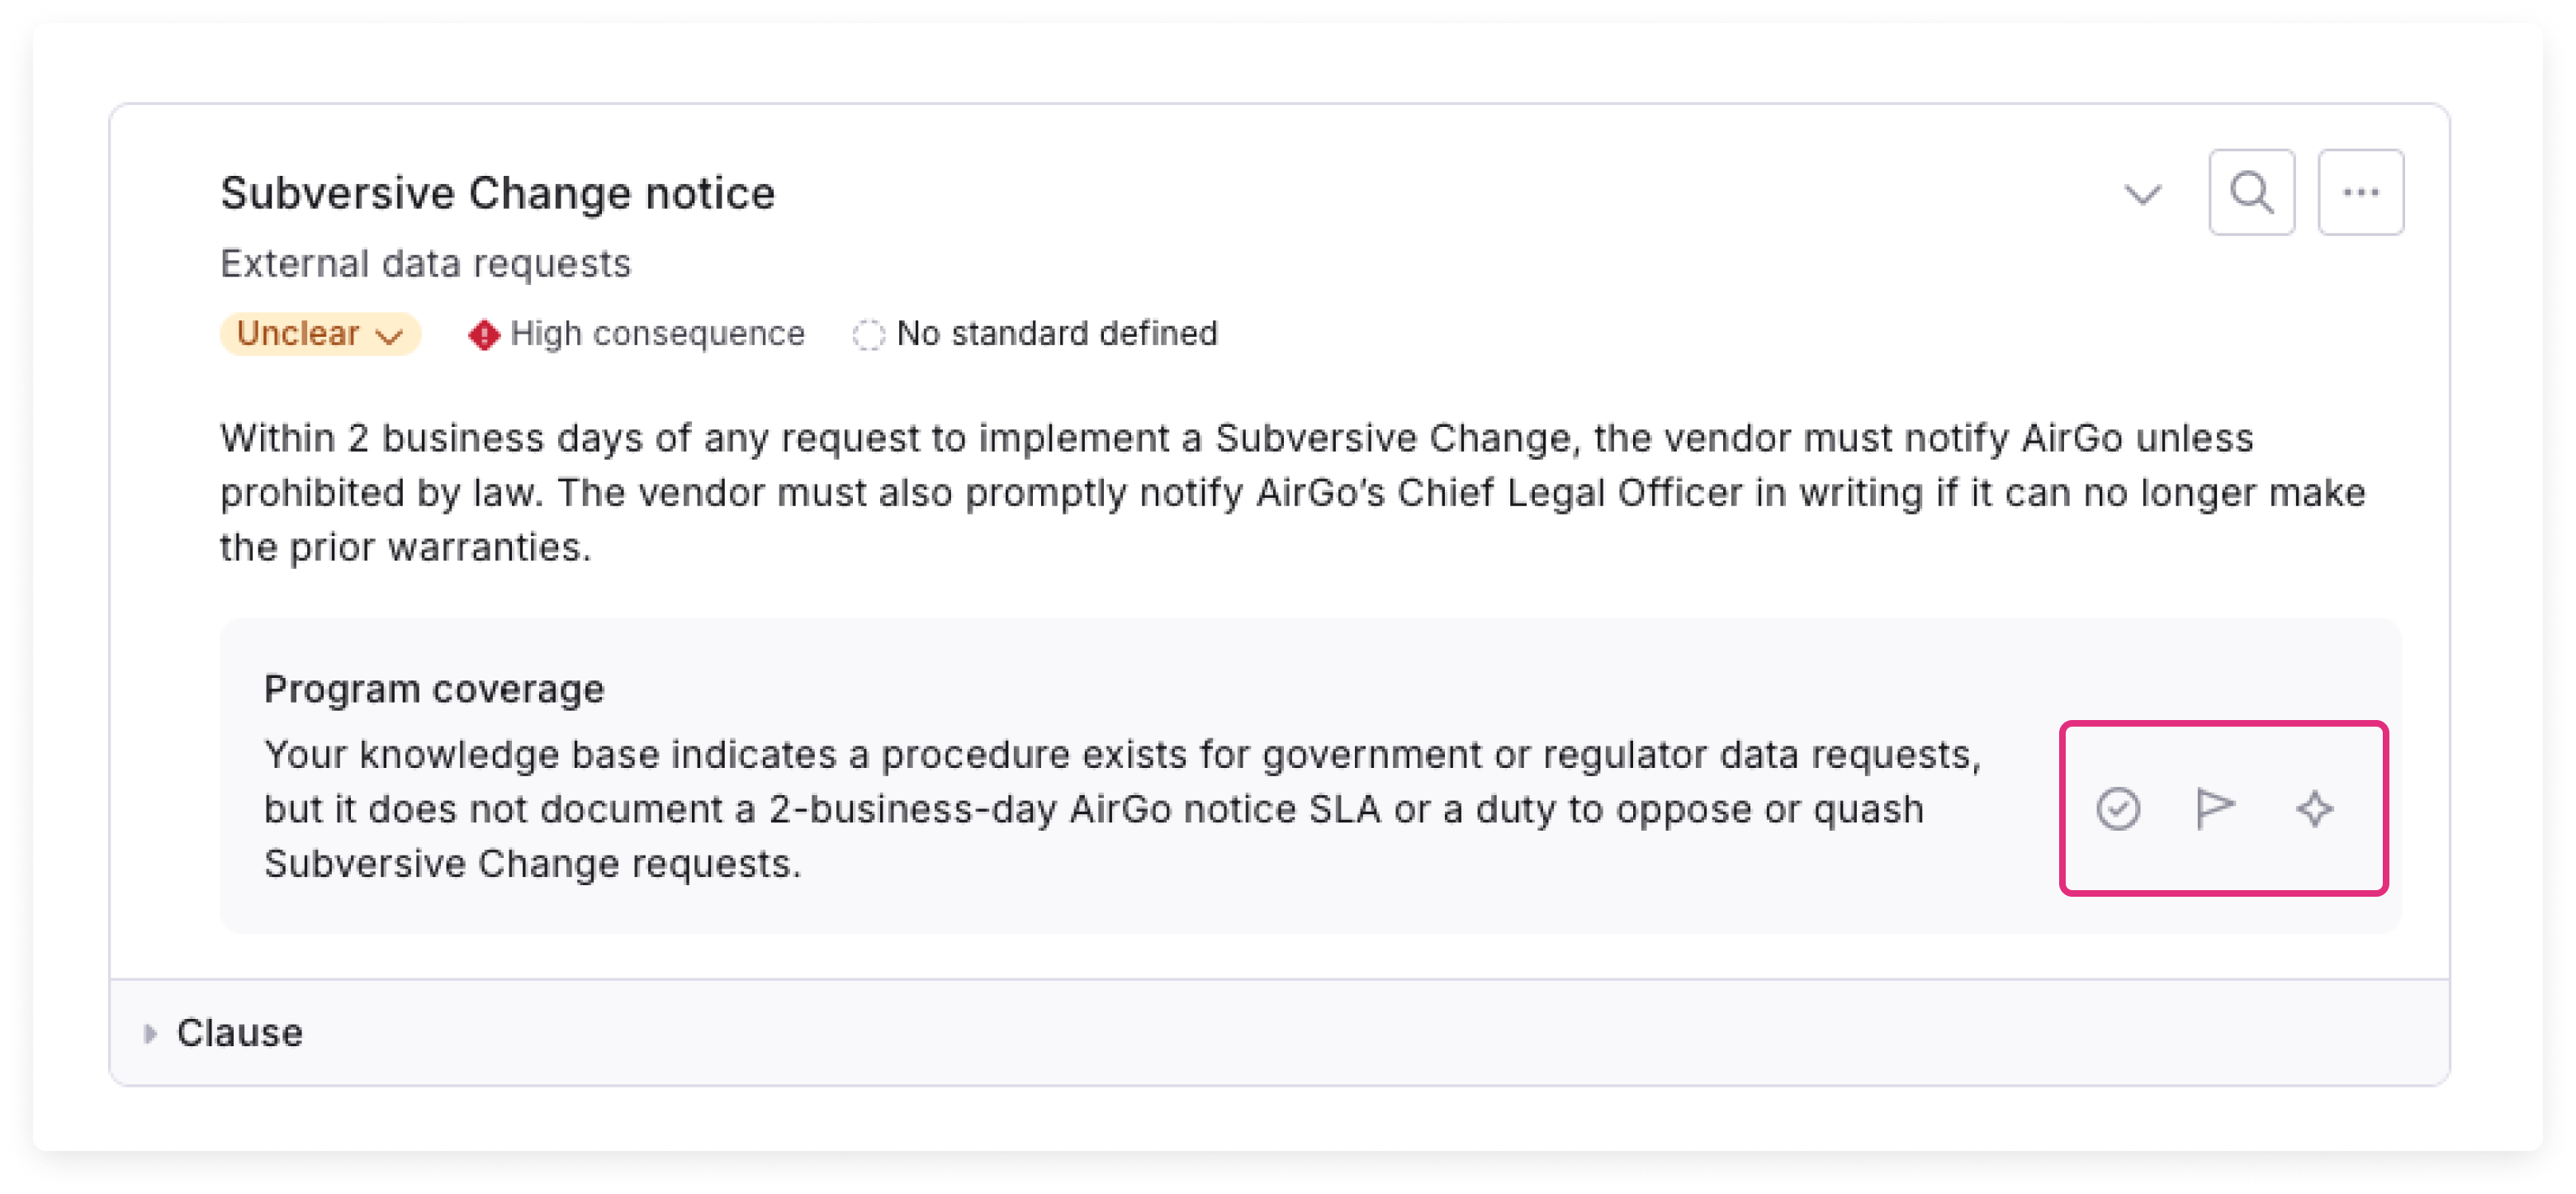 Subversive Change notice
External data requests
Unclear High consequence No standard defined
Within 2 business days of any request to implement a Subversive Change, the vendor must notify AirGo unless
prohibited by law. The vendor must also promptly notify AirGo’s Chief Legal Officer in writing if it can no longer make
the prior warranties.
Program coverage
Your knowledge base indicates a procedure exists for government or regulator data requests,
but it does not document a 2-business-day AirGo notice SLA or a duty to oppose or quash
Subversive Change requests.
Clause